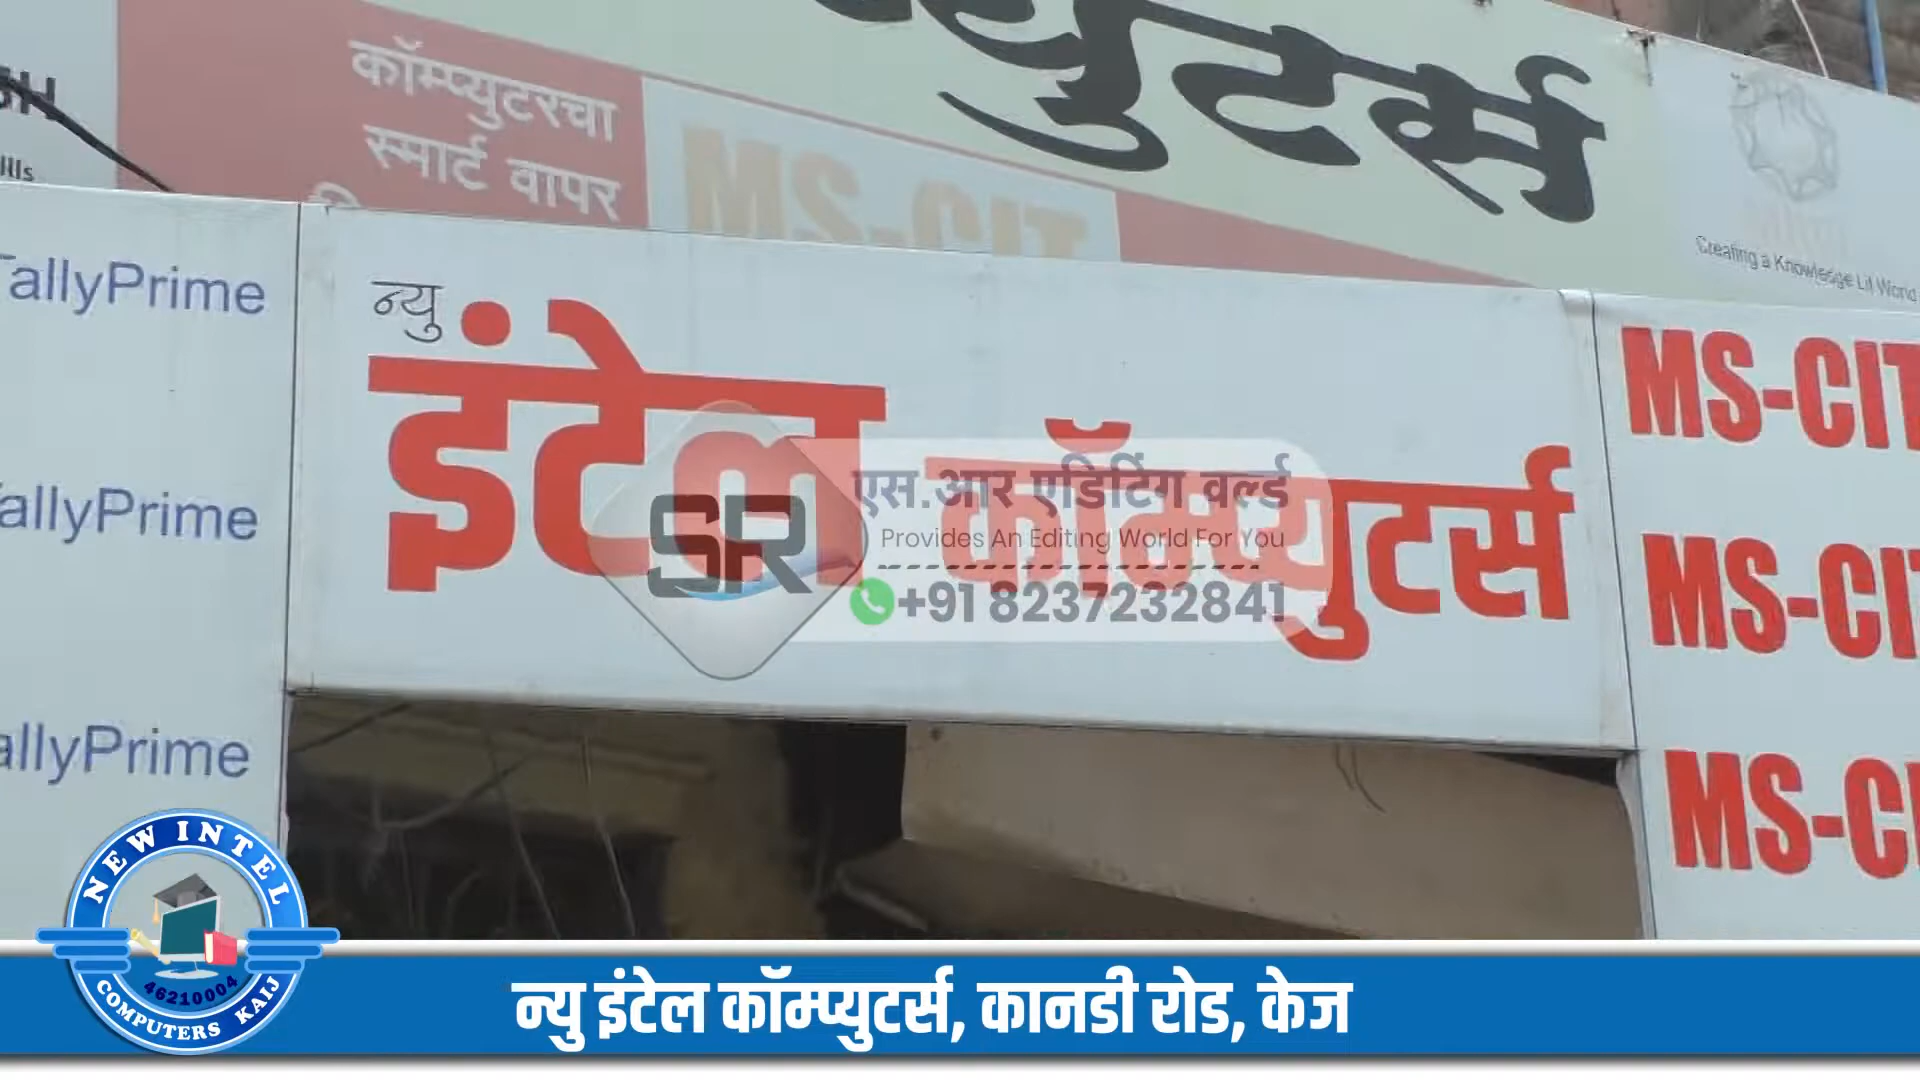 कॉम्प्युटरचा
स्मार्ट वापर
MS-CIT
Creating a Knowledge Lit World
TallyPrime
allyPrime
allyPrime
न्यु
इंटेल कॉम्प्युटर्स
MS-CIT
MS-CIT
MS-CI
SR
एस.आर एडिटिंग वर्ल्ड
Provides An Editing World For You
+91 8237232841
NEW INTEL
46210004
COMPUTERS KAIJ
न्यु इंटेल कॉम्प्युटर्स, कानडी रोड, केज